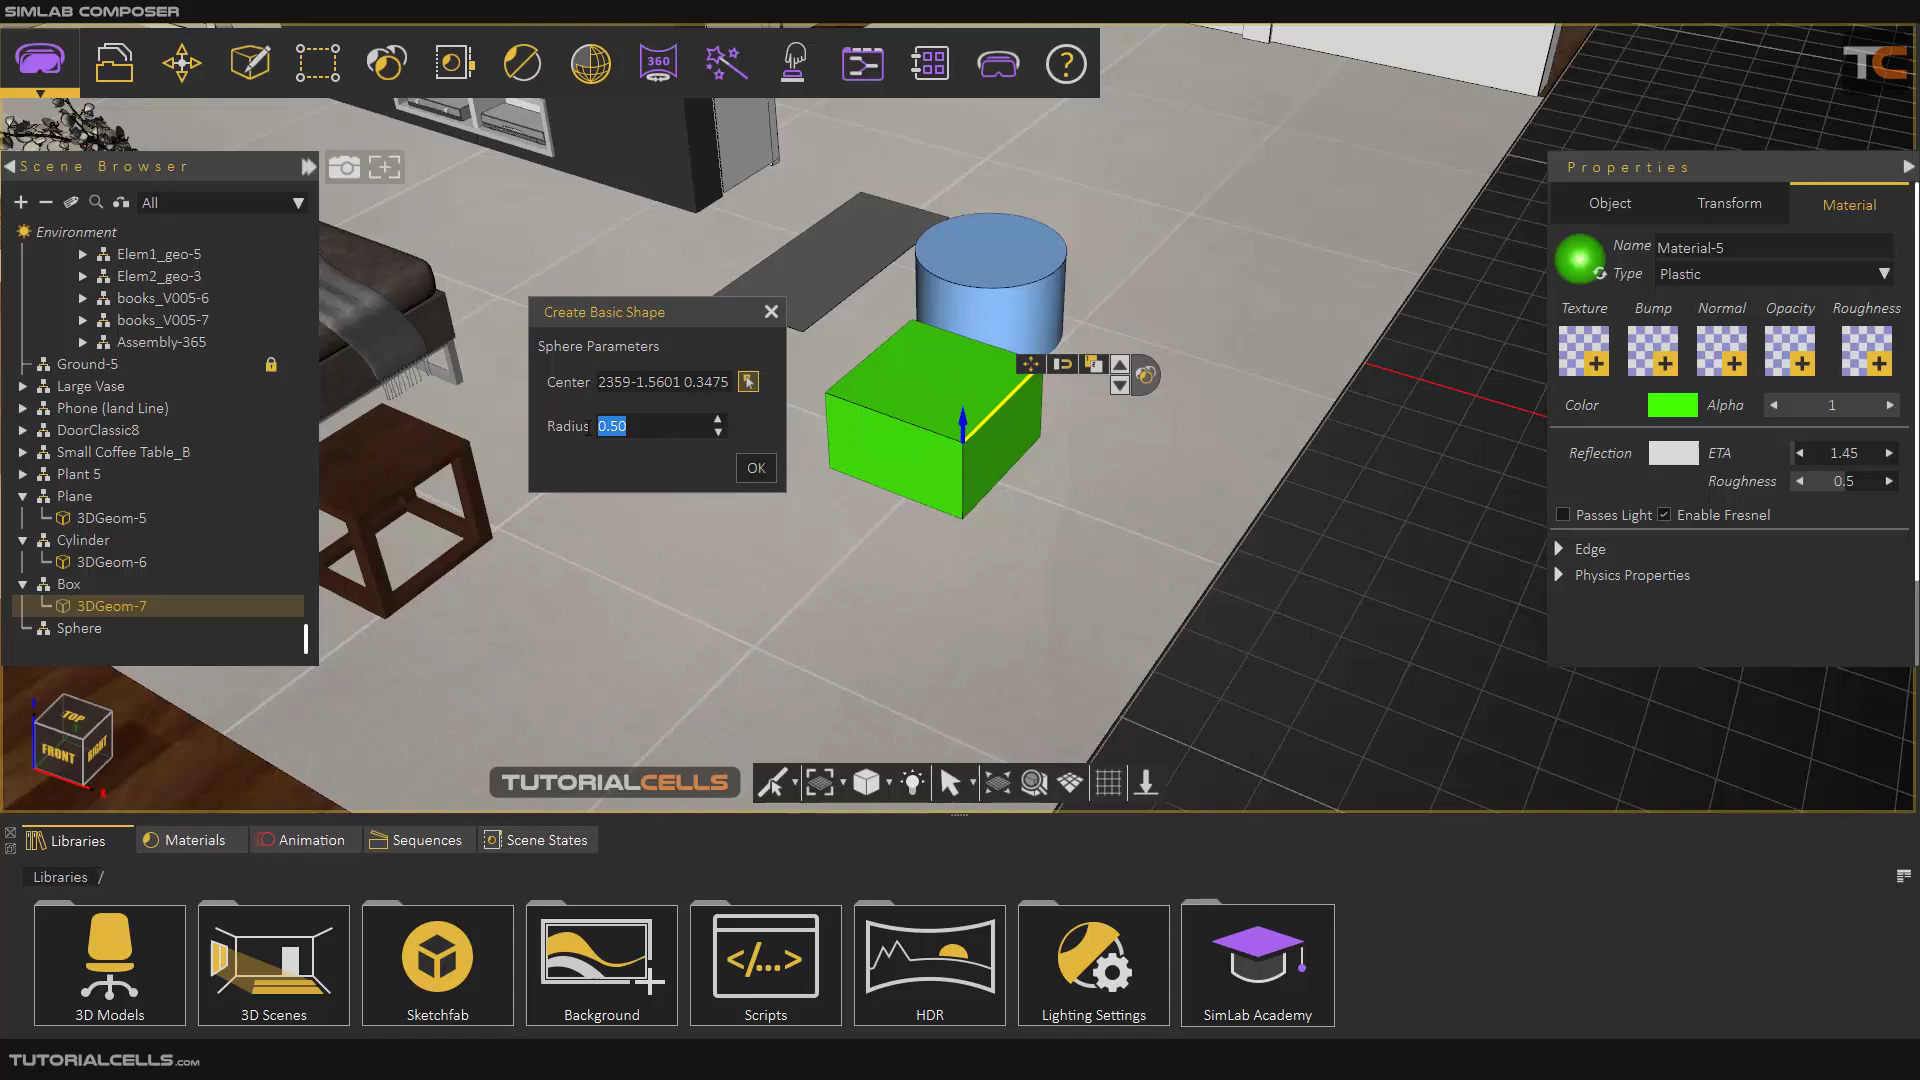 SIMLAB COMPOSER
360
TC
Scene Browser
All
Environment
Elem1_geo-5
Elem2_geo-3
books_V005-6
books_V005-7
Assembly-365
Ground-5
Large Vase
Phone (land Line)
DoorClassic8
Small Coffee Table_B
Plant 5
Plane
3DGeom-5
Cylinder
3DGeom-6
Box
3DGeom-7
Sphere
Create Basic Shape
Sphere Parameters
Center 2359-1.5601 0.3475
Radius 0.50
OK
Properties
Object Transform Material
Name Material-5
Type Plastic
Texture Bump Normal Opacity Roughness
Color Alpha 1
Reflection ETA 1.45
Roughness 0.5
Passes Light Enable Fresnel
Edge
Physics Properties
TOP
FRONT RIGHT
x
TUTORIALCELLS
Libraries Materials Animation Sequences Scene States
Libraries /
</...>
3D Models 3D Scenes Sketchfab Background Scripts HDR Lighting Settings SimLab Academy
TUTORIALCELLS.com